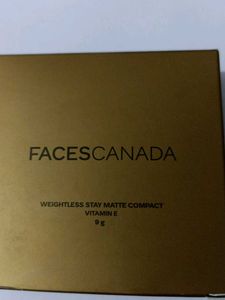 FACESCANADA
WEIGHTLESS STAY MATTE COMPACT
VITAMIN E
9 g